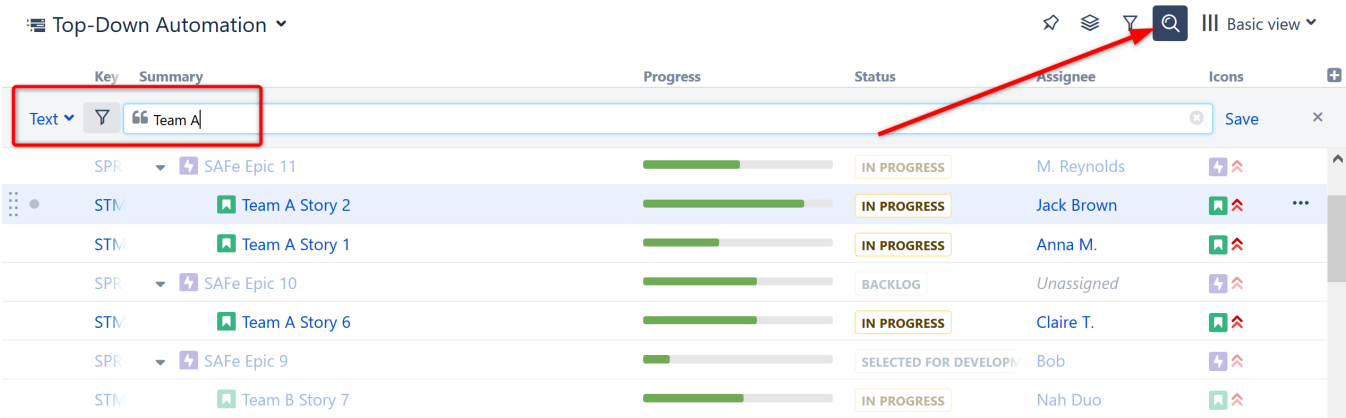 Top-Down Automation Basic view
Key Summary Progress Status Assignee Icons
Text Team A Save
SPR SAFe Epic 11 IN PROGRESS M. Reynolds
STM Team A Story 2 IN PROGRESS Jack Brown
STM Team A Story 1 IN PROGRESS Anna M.
SPR SAFe Epic 10 BACKLOG Unassigned
STM Team A Story 6 IN PROGRESS Claire T.
SPR SAFe Epic 9 SELECTED FOR DEVELOPM Bob
STM Team B Story 7 IN PROGRESS Nah Duo